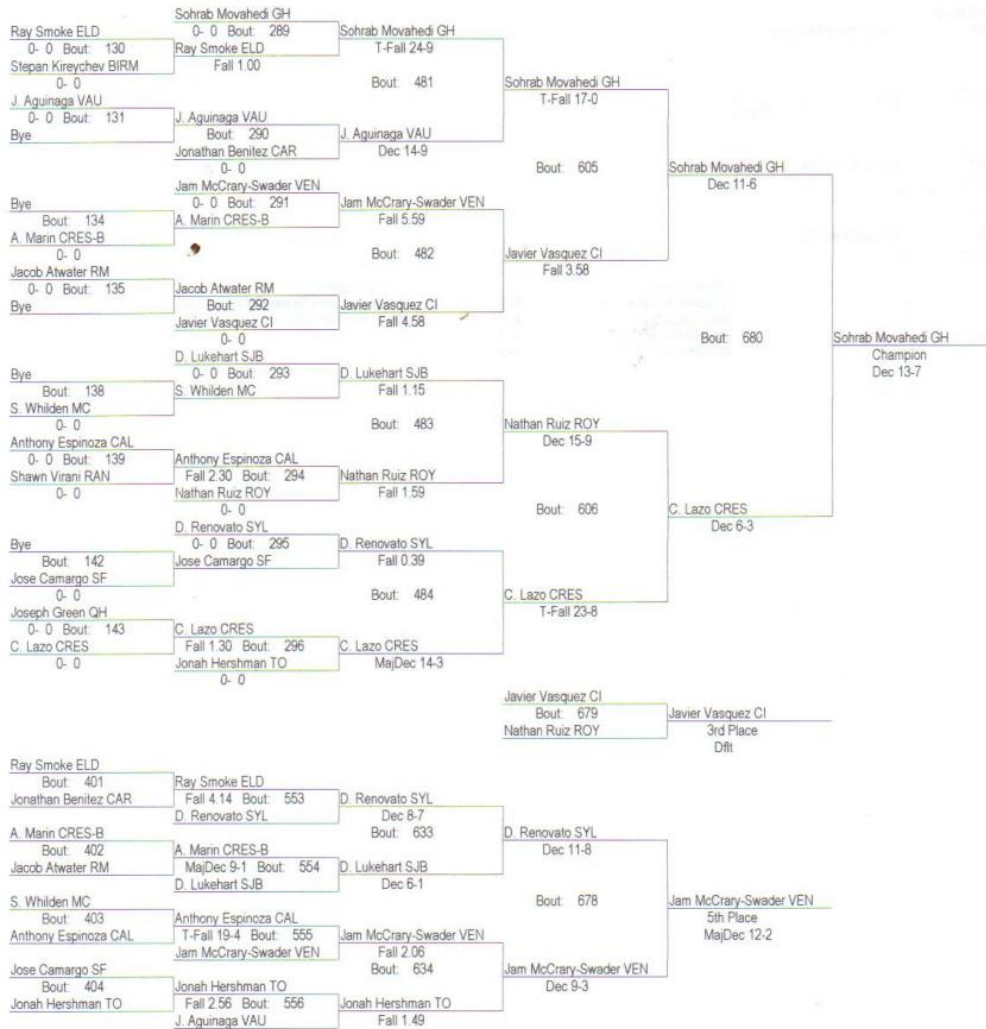 Sohrab Movahedi GH
Ray Smoke ELD
0- 0 Bout: 289
Sohrab Movahedi GH
0- 0 Bout: 130
Ray Smoke ELD
T-Fall 24-9
Stepan Kireychev BIRM
Fall 1.00
0- 0
Bout: 481
Sohrab Movahedi GH
J. Aguinaga VAU
T-Fall 17-0
0- 0 Bout: 131
J. Aguinaga VAU
Bye
Bout: 290
J. Aguinaga VAU
Jonathan Benitez CAR
Dec 14-9
0- 0
Bout: 605
Sohrab Movahedi GH
Jam McCrary-Swader VEN
Dec 11-6
Bye
0- 0 Bout: 291
Jam McCrary-Swader VEN
Bout: 134
A. Marin CRES-B
Fall 5.59
A. Marin CRES-B
0- 0
Bout: 482
Javier Vasquez CI
Jacob Atwater RM
Fall 3.58
0- 0 Bout: 135
Jacob Atwater RM
Bye
Bout: 292
Javier Vasquez CI
Javier Vasquez CI
Fall 4.58
0- 0
Bout: 680
Sohrab Movahedi GH
D. Lukehart SJB
Champion
Bye
0- 0 Bout: 293
D. Lukehart SJB
Dec 13-7
Bout: 138
S. Whilden MC
Fall 1.15
S. Whilden MC
0- 0
Bout: 483
Nathan Ruiz ROY
Anthony Espinoza CAL
Dec 15-9
0- 0 Bout: 139
Anthony Espinoza CAL
Shawn Virani RAN
Fall 2.30 Bout: 294
Nathan Ruiz ROY
0- 0
Nathan Ruiz ROY
Fall 1.59
0- 0
Bout: 606
C. Lazo CRES
D. Renovato SYL
Dec 6-3
Bye
0- 0 Bout: 295
D. Renovato SYL
Bout: 142
Jose Camargo SF
Fall 0.39
Jose Camargo SF
0- 0
Bout: 484
C. Lazo CRES
Joseph Green QH
T-Fall 23-8
0- 0 Bout: 143
C. Lazo CRES
C. Lazo CRES
Fall 1.30 Bout: 296
C. Lazo CRES
0- 0
Jonah Hershman TO
MajDec 14-3
0- 0
Javier Vasquez CI
Bout: 679
Javier Vasquez CI
Nathan Ruiz ROY
3rd Place
Dflt
Ray Smoke ELD
Bout: 401
Ray Smoke ELD
Jonathan Benitez CAR
Fall 4.14 Bout: 553
D. Renovato SYL
D. Renovato SYL
Dec 8-7
A. Marin CRES-B
Bout: 633
D. Renovato SYL
Bout: 402
A. Marin CRES-B
Dec 11-8
Jacob Atwater RM
MajDec 9-1 Bout: 554
D. Lukehart SJB
D. Lukehart SJB
Dec 6-1
S. Whilden MC
Bout: 678
Jam McCrary-Swader VEN
Bout: 403
Anthony Espinoza CAL
5th Place
Anthony Espinoza CAL
T-Fall 19-4 Bout: 555
Jam McCrary-Swader VEN
MajDec 12-2
Jam McCrary-Swader VEN
Fall 2.06
Jose Camargo SF
Bout: 634
Jam McCrary-Swader VEN
Bout: 404
Jonah Hershman TO
Dec 9-3
Jonah Hershman TO
Fall 2.56 Bout: 556
Jonah Hershman TO
J. Aguinaga VAU
Fall 1.49